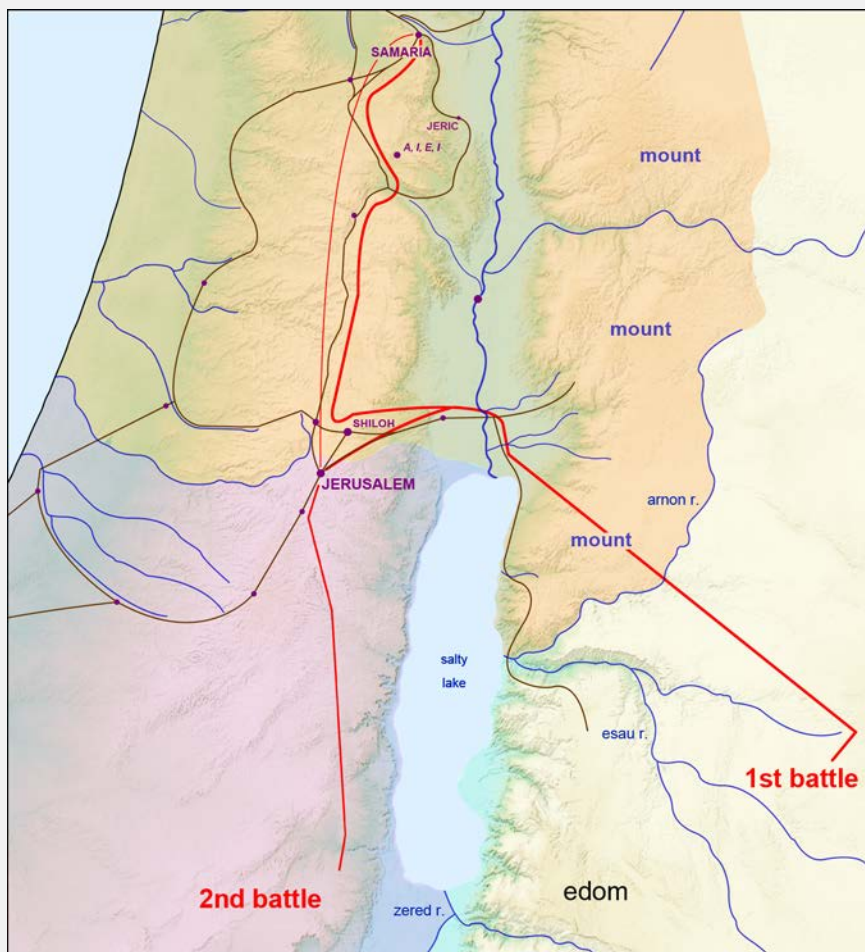 SAMARIA
JERIC
A, I, E, I
mount
mount
SHILOH
JERUSALEM
arnon r.
mount
salty
lake
esau r.
1st battle
2nd battle
edom
zered r.